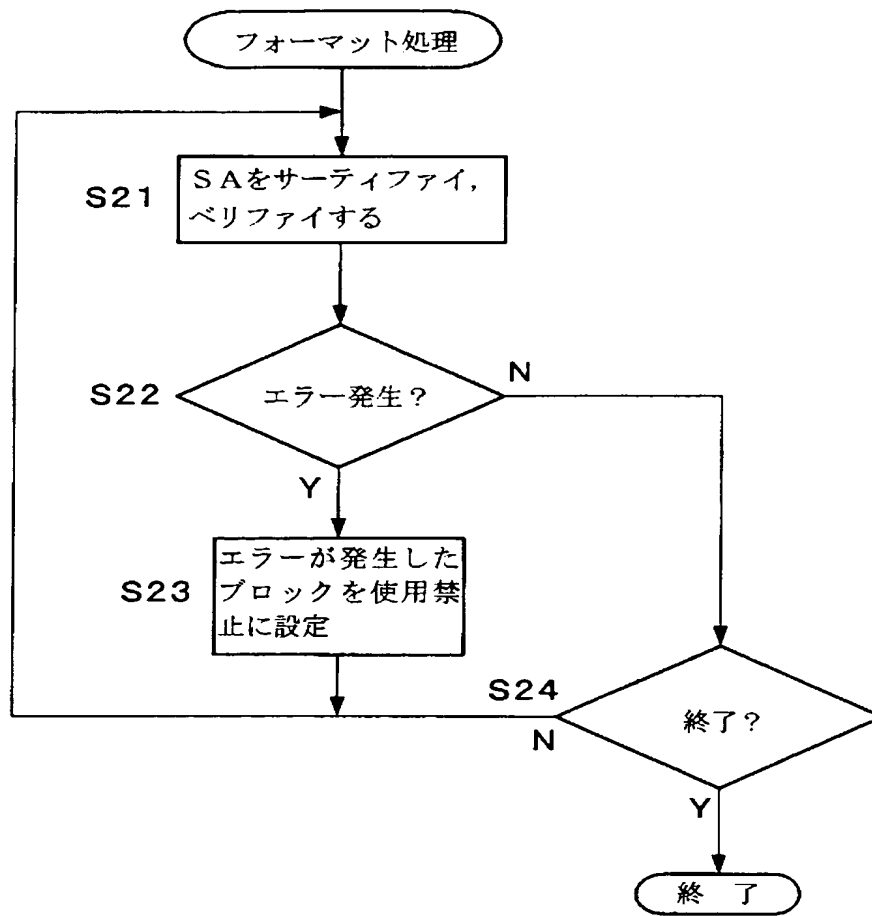 フォーマット処理
S21
SAをサーティファイ,
ベリファイする
S22
エラー発生?
N
Y
S23
エラーが発生した
ブロックを使用禁
止に設定
S24
終了?
N
Y
終 了